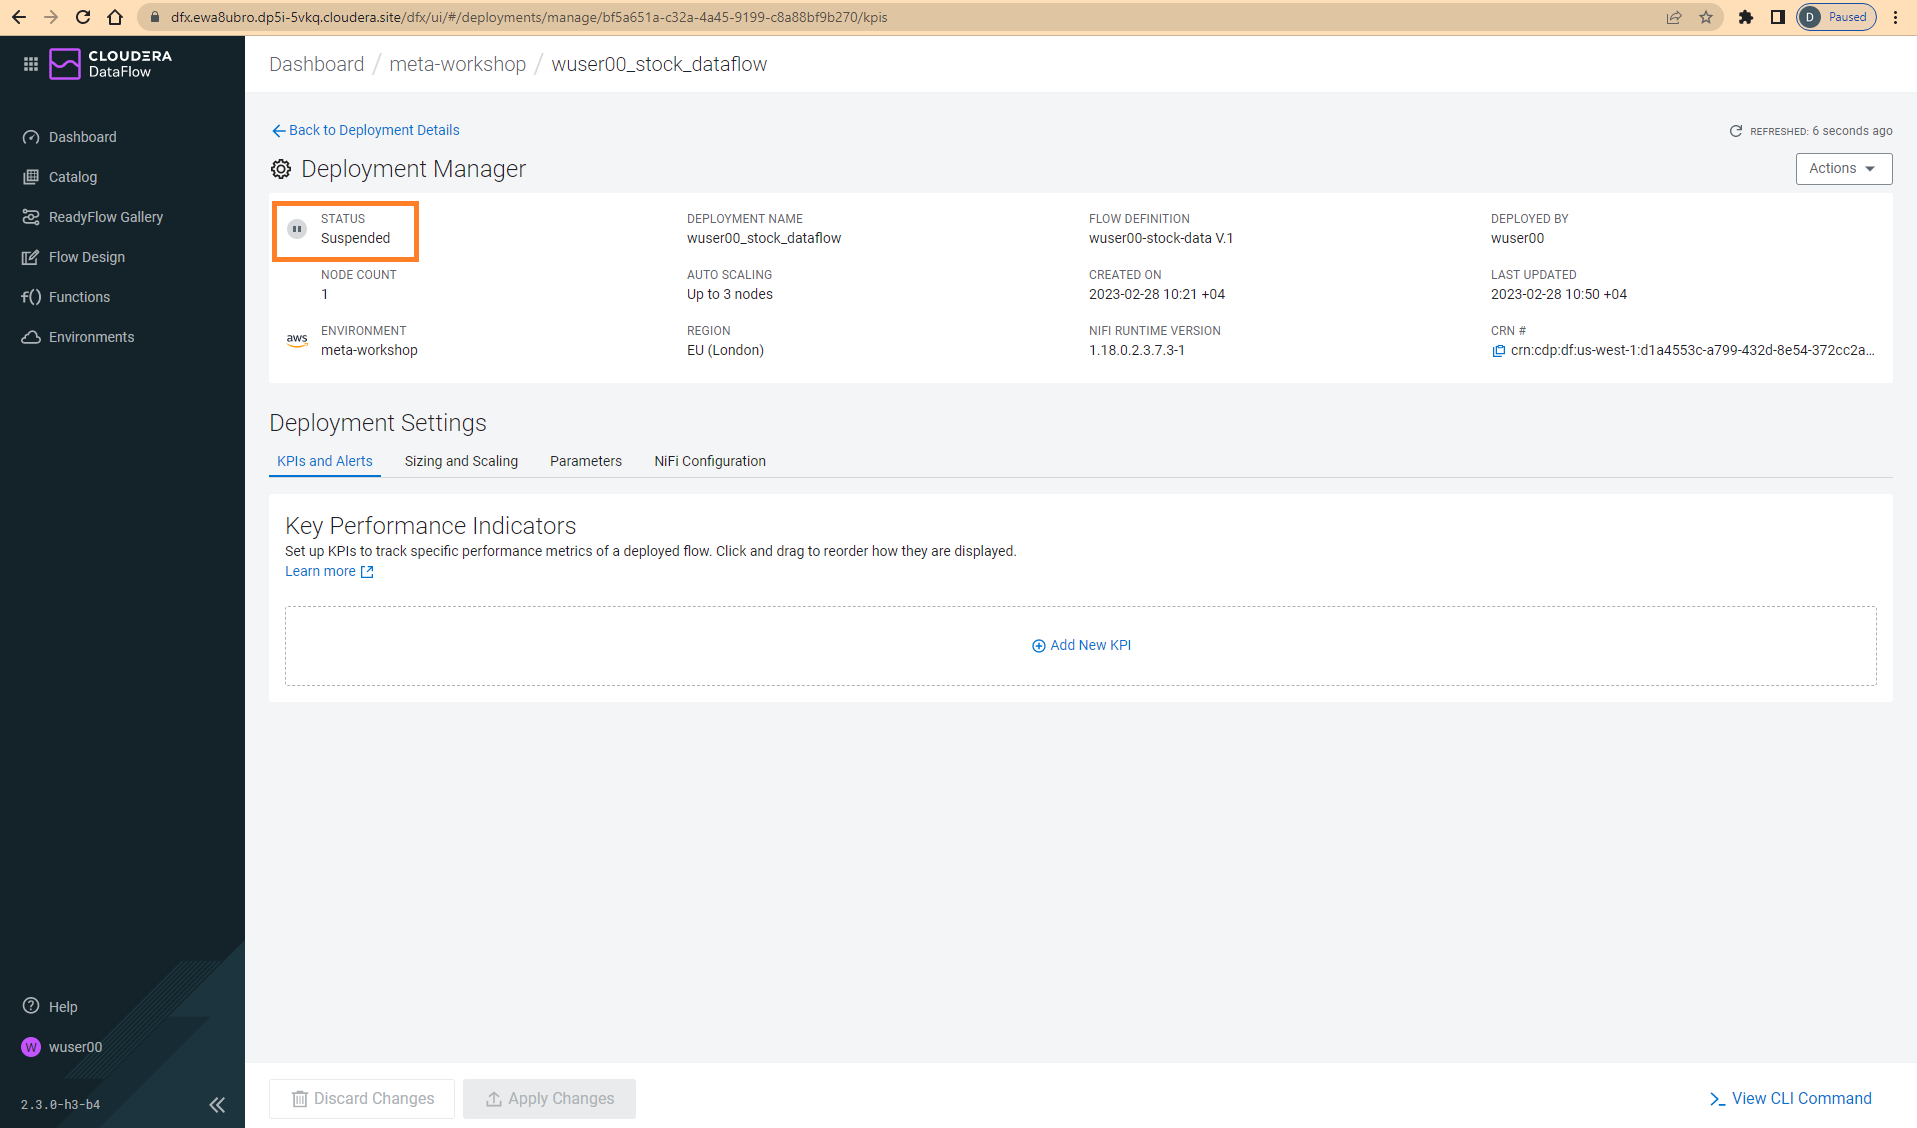 dfx.ewa8ubro.dp5i-5vkq.cloudera.site/dfx/ui/#/deployments/manage/bf5a651a-c32a-4a45-9199-c8a88bf9b270/kpis
D Paused
CLOUDERA
DataFlow
Dashboard
Catalog
ReadyFlow Gallery
Flow Design
f() Functions
Environments
Help
W wuser00
2.3.0-h3-b4
Dashboard / meta-workshop / wuser00_stock_dataflow
Back to Deployment Details
REFRESHED: 6 seconds ago
Deployment Manager
Actions
STATUS
Suspended
DEPLOYMENT NAME
wuser00_stock_dataflow
FLOW DEFINITION
wuser00-stock-data V.1
DEPLOYED BY
wuser00
NODE COUNT
1
AUTO SCALING
Up to 3 nodes
CREATED ON
2023-02-28 10:21 +04
LAST UPDATED
2023-02-28 10:50 +04
aws
ENVIRONMENT
meta-workshop
REGION
EU (London)
NIFI RUNTIME VERSION
1.18.0.2.3.7.3-1
CRN #
crn:cdp:df:us-west-1:d1a4553c-a799-432d-8e54-372cc2a...
Deployment Settings
KPIs and Alerts Sizing and Scaling Parameters NiFi Configuration
Key Performance Indicators
Set up KPIs to track specific performance metrics of a deployed flow. Click and drag to reorder how they are displayed.
Learn more
Add New KPI
Discard Changes
Apply Changes
View CLI Command